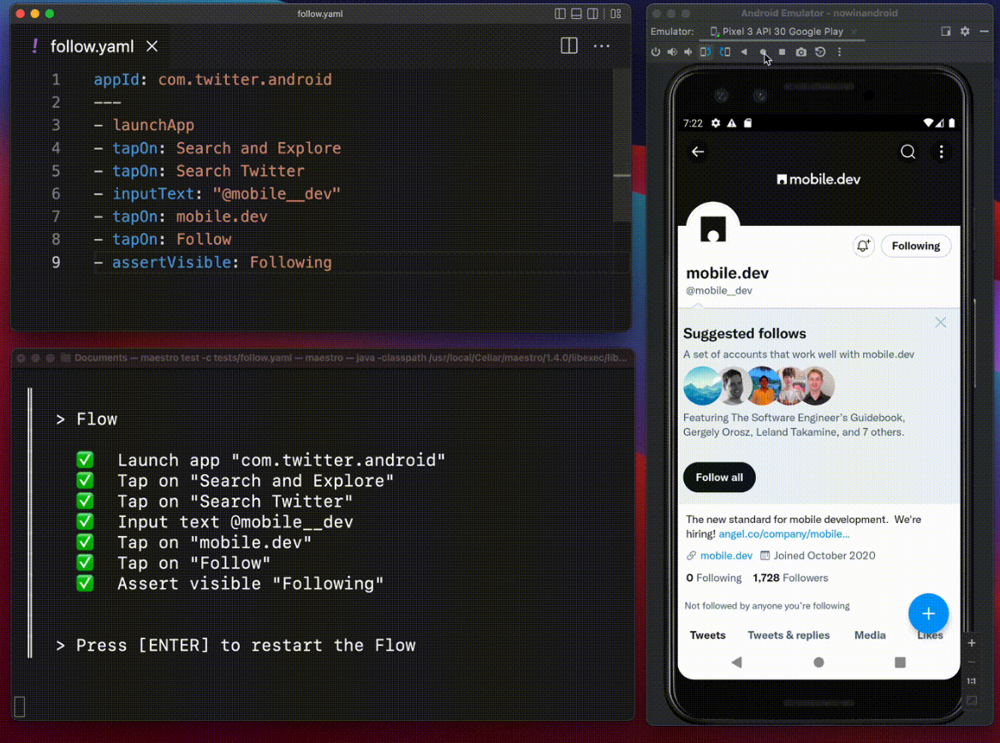 follow.yaml
! follow.yaml
1 appId: com.twitter.android
2 ---
3 - launchApp
4 - tapOn: Search and Explore
5 - tapOn: Search Twitter
6 - inputText: "@mobile__dev"
7 - tapOn: mobile.dev
8 - tapOn: Follow
9 - assertVisible: Following
Documents — maestro test -c tests/follow.yaml — maestro — java -classpath /usr/local/Cellar/maestro/1.4.0/libexec/lib...
> Flow
Launch app "com.twitter.android"
Tap on "Search and Explore"
Tap on "Search Twitter"
Input text @mobile__dev
Tap on "mobile.dev"
Tap on "Follow"
Assert visible "Following"
> Press [ENTER] to restart the Flow
Android Emulator - nowinandroid
Emulator: Pixel 3 API 30 Google Play
7:22
mobile.dev
Following
mobile.dev
@mobile__dev
Suggested follows
A set of accounts that work well with mobile.dev
Featuring The Software Engineer's Guidebook,
Gergely Orosz, Leland Takamine, and 7 others.
Follow all
The new standard for mobile development. We're
hiring! angel.co/company/mobile...
mobile.dev Joined October 2020
0 Following 1,728 Followers
Not followed by anyone you're following
Tweets Tweets & replies Media Likes
1:1